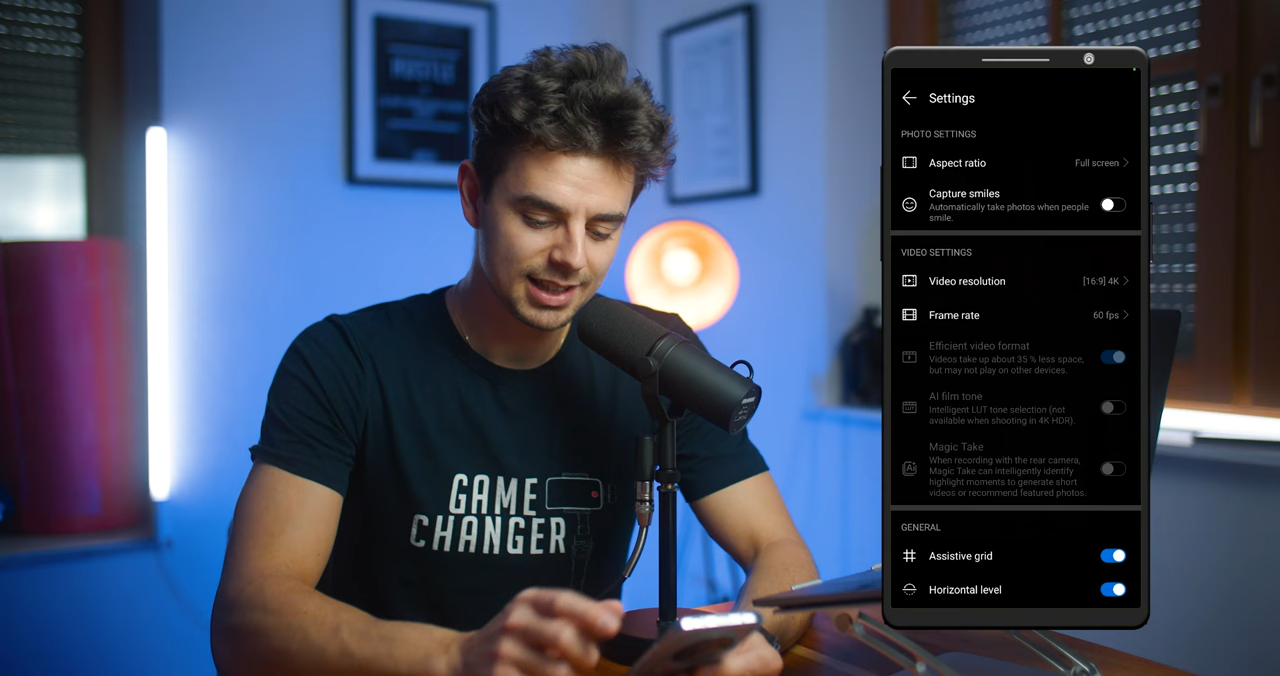 HUSTLE
GAME
CHANGER
Settings
PHOTO SETTINGS
Aspect ratio
Full screen
Capture smiles
Automatically take photos when people
smile.
VIDEO SETTINGS
Video resolution
[16:9] 4K
Frame rate
60 fps
Efficient video format
Videos take up about 35 % less space,
but may not play on other devices.
AI film tone
LUT
Intelligent LUT tone selection (not
available when shooting in 4K HDR).
Magic Take
AI
When recording with the rear camera,
Magic Take can intelligently identify
highlight moments to generate short
videos or recommend featured photos.
GENERAL
Assistive grid
Horizontal level